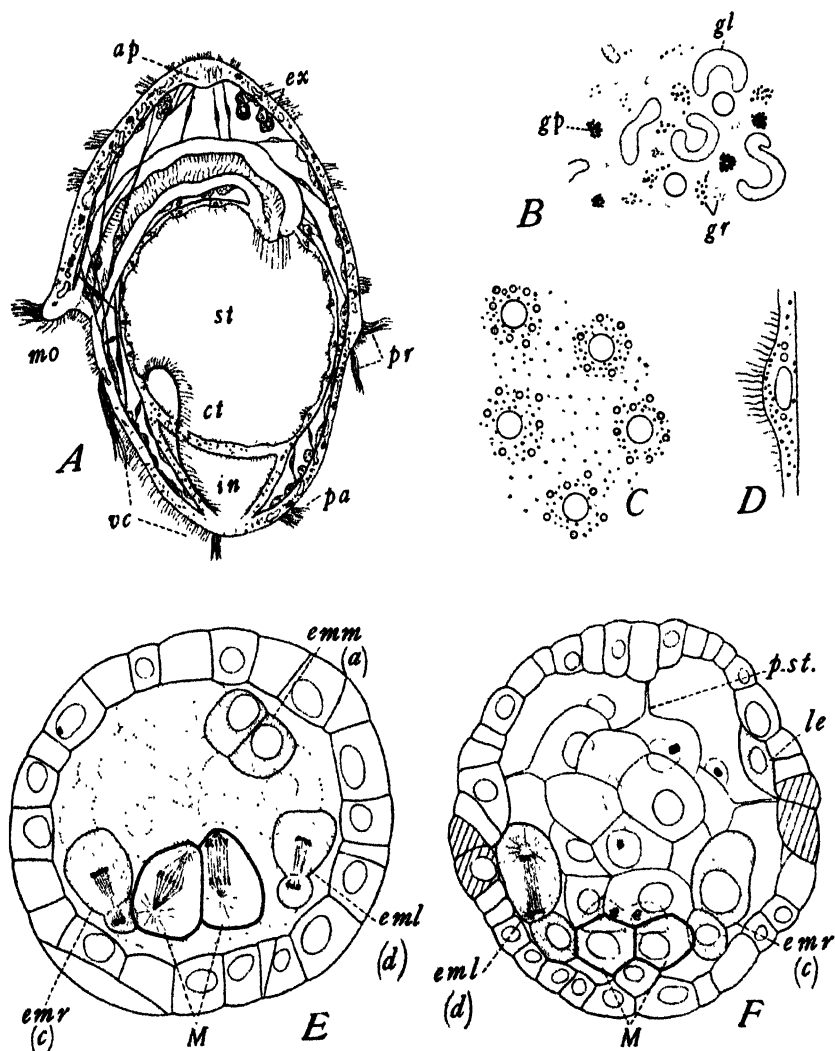 ap
ex
mo
st
ct
in
pr
A
vc
pa
gl
gp
gr
B
C
D
emm
(a)
eml
(d)
emr
(c)
M
E
p.st.
le
eml
(d)
emr
(c)
M
F